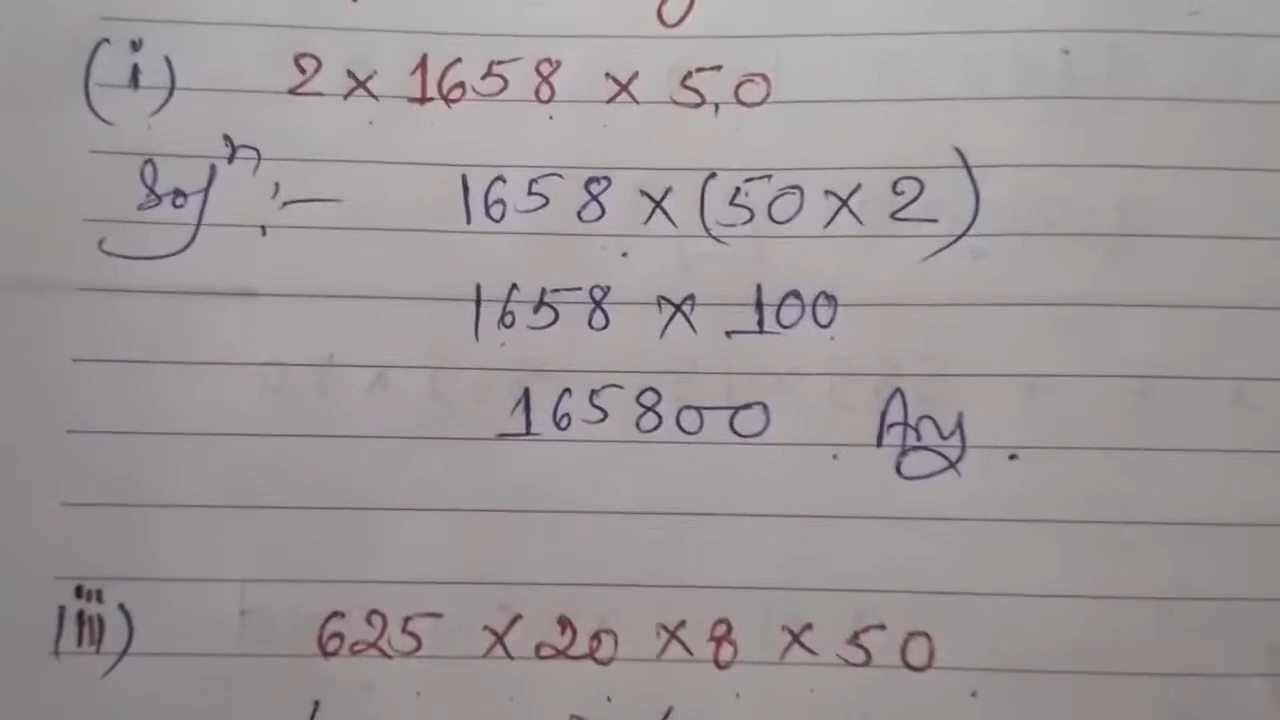 (i) 2 × 1658 × 50
Solⁿ :- 1658 × (50 × 2)
1658 × 100
165800 Ans.
(iii) 625 × 20 × 8 × 50